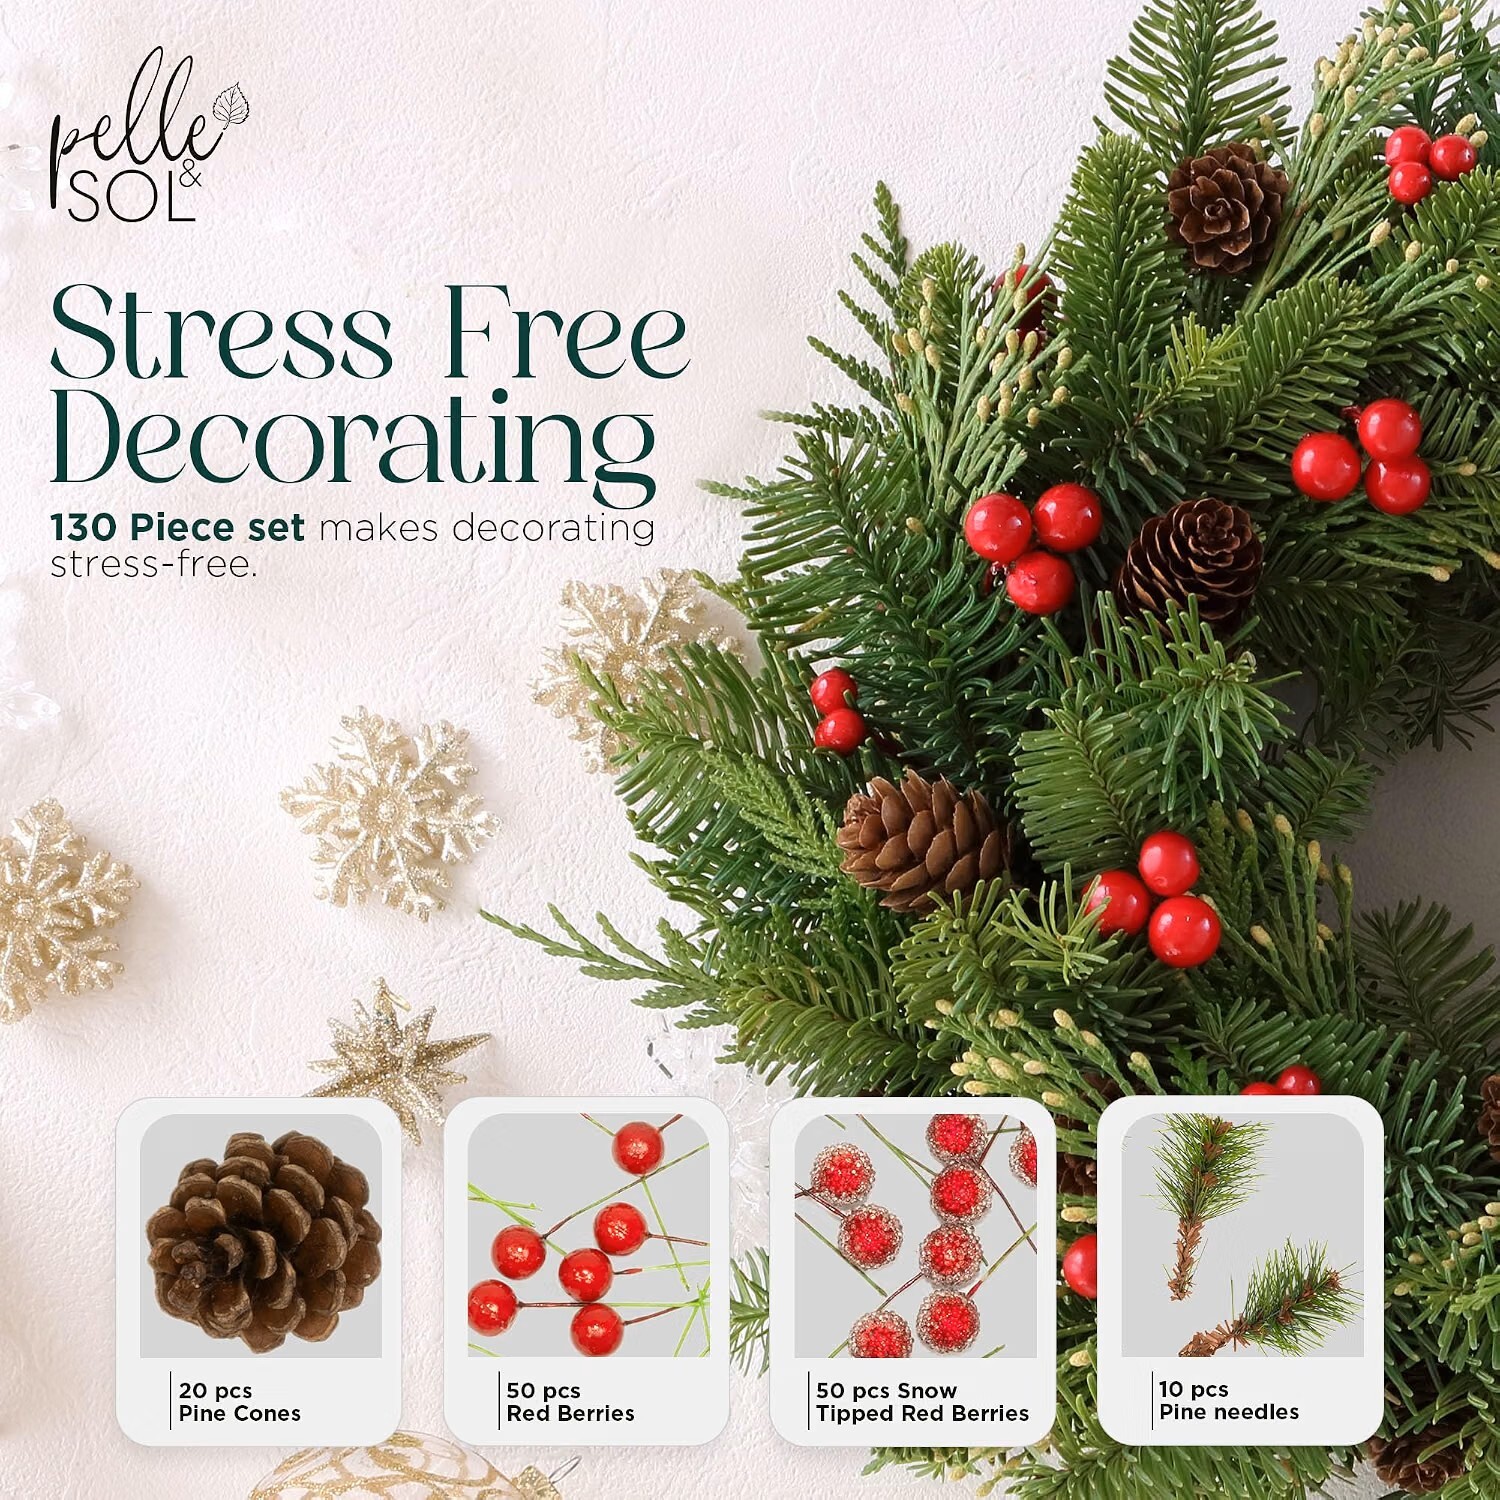 pelle
& SOL
Stress Free
Decorating
130 Piece set makes decorating
stress-free.
20 pcs
Pine Cones
50 pcs
Red Berries
50 pcs Snow
Tipped Red Berries
10 pcs
Pine needles